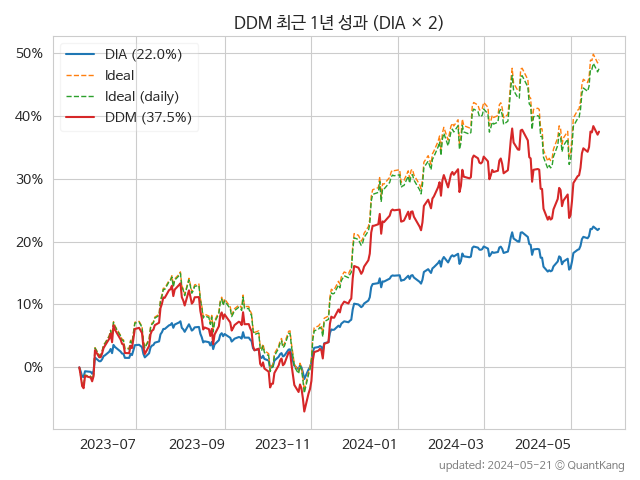 DDM 최근 1년 성과 (DIA × 2)
DIA (22.0%)
Ideal
Ideal (daily)
DDM (37.5%)
50%
40%
30%
20%
10%
0%
2023-07
2023-09
2023-11
2024-01
2024-03
2024-05
updated: 2024-05-21 © QuantKang